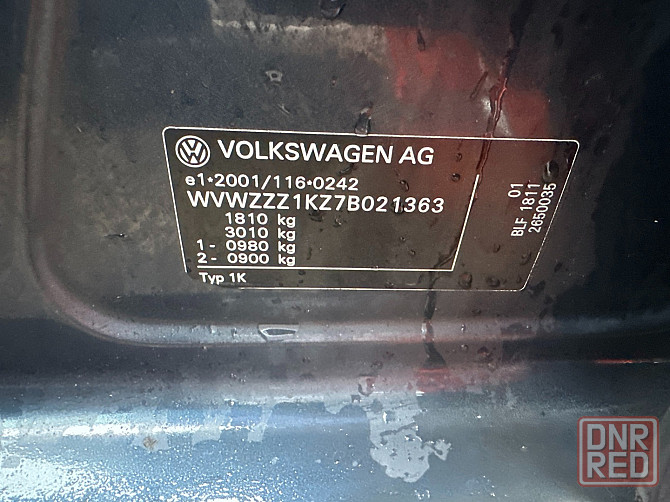 VOLKSWAGEN AG
e1*2001/116*0242
WVWZZZ1KZ7B021363
1810 kg
3010 kg
1- 0980 kg
2- 0900 kg
Typ 1K
01
BLF 1811
2650035
DNR
RED